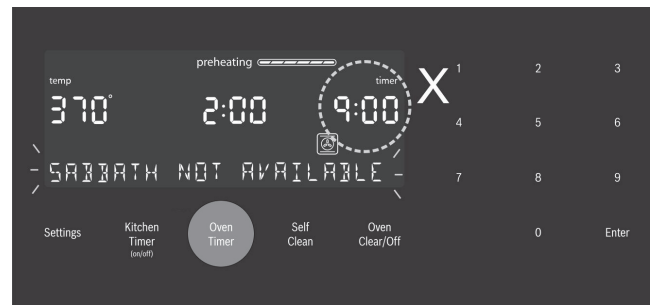 preheating
temp
timer
370°
2:00
9:00
SABBATH NOT AVAILABLE
X
1 2 3
4 5 6
7 8 9
0 Enter
Settings
Kitchen
Timer
(on/off)
Oven
Timer
Self
Clean
Oven
Clear/Off